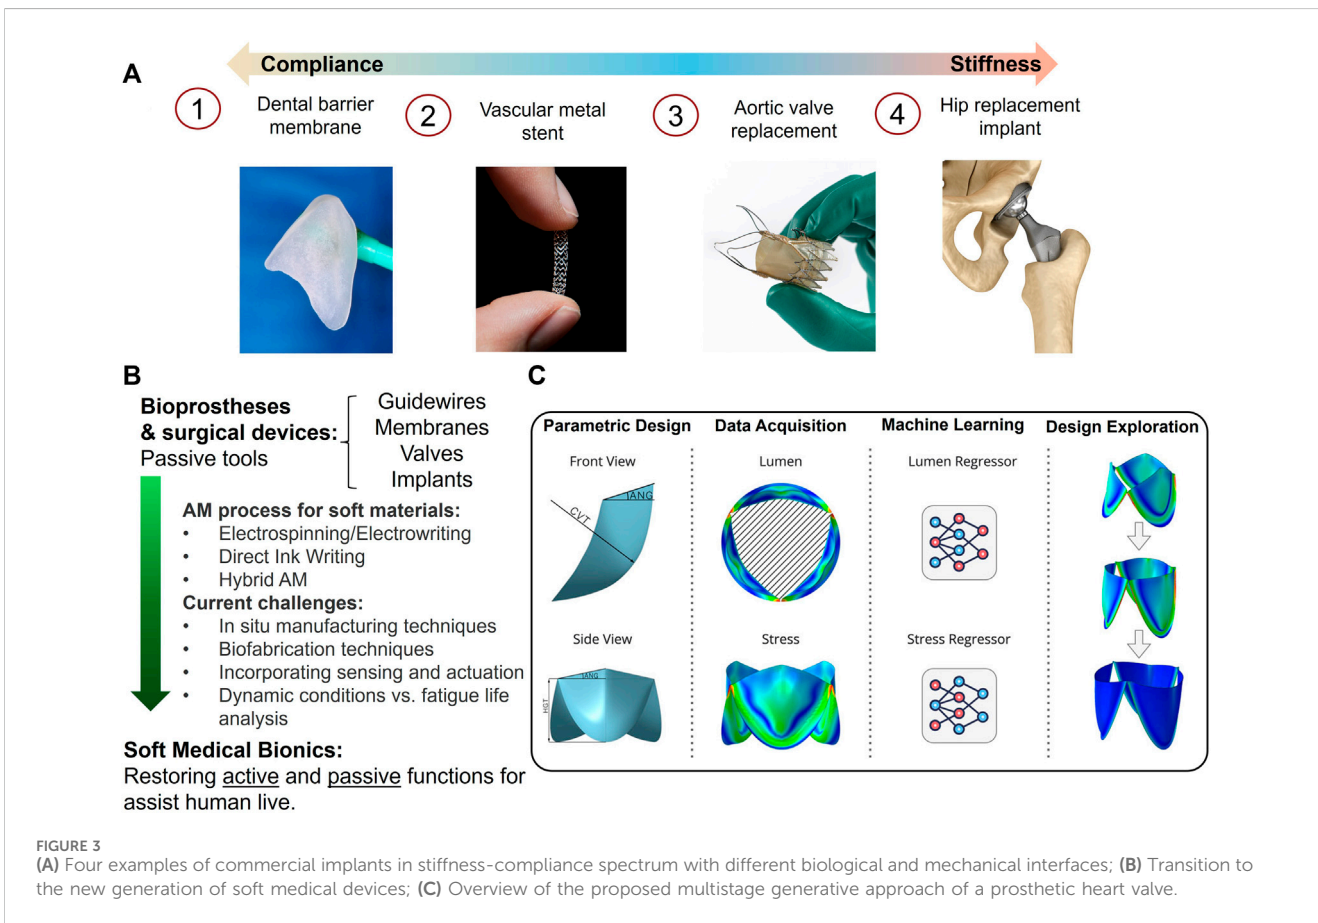 Compliance
Stiffness
A
1
Dental barrier
membrane
2
Vascular metal
stent
3
Aortic valve
replacement
4
Hip replacement
implant
B
Bioprostheses
& surgical devices:
Passive tools
Guidewires
Membranes
Valves
Implants
AM process for soft materials:
• Electrospinning/Electrowriting
• Direct Ink Writing
• Hybrid AM
Current challenges:
• In situ manufacturing techniques
• Biofabrication techniques
• Incorporating sensing and actuation
• Dynamic conditions vs. fatigue life
analysis
Soft Medical Bionics:
Restoring active and passive functions for
assist human live.
C
Parametric Design
Front View
CVT
Side View
HGT
Data Acquisition
Lumen
Stress
Machine Learning
Lumen Regressor
Stress Regressor
Design Exploration
FIGURE 3
(A) Four examples of commercial implants in stiffness-compliance spectrum with different biological and mechanical interfaces; (B) Transition to
the new generation of soft medical devices; (C) Overview of the proposed multistage generative approach of a prosthetic heart valve.